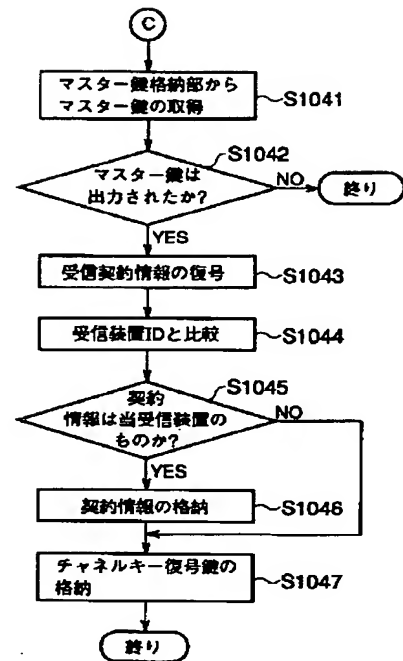 C
マスター鍵格納部から
マスター鍵の取得
S1041
マスター鍵は
出力されたか?
S1042
NO
終り
YES
受信契約情報の復号
S1043
受信装置IDと比較
S1044
契約
情報は当受信装置の
ものか?
S1045
NO
YES
契約情報の格納
S1046
チャネルキー復号鍵の
格納
S1047
終り